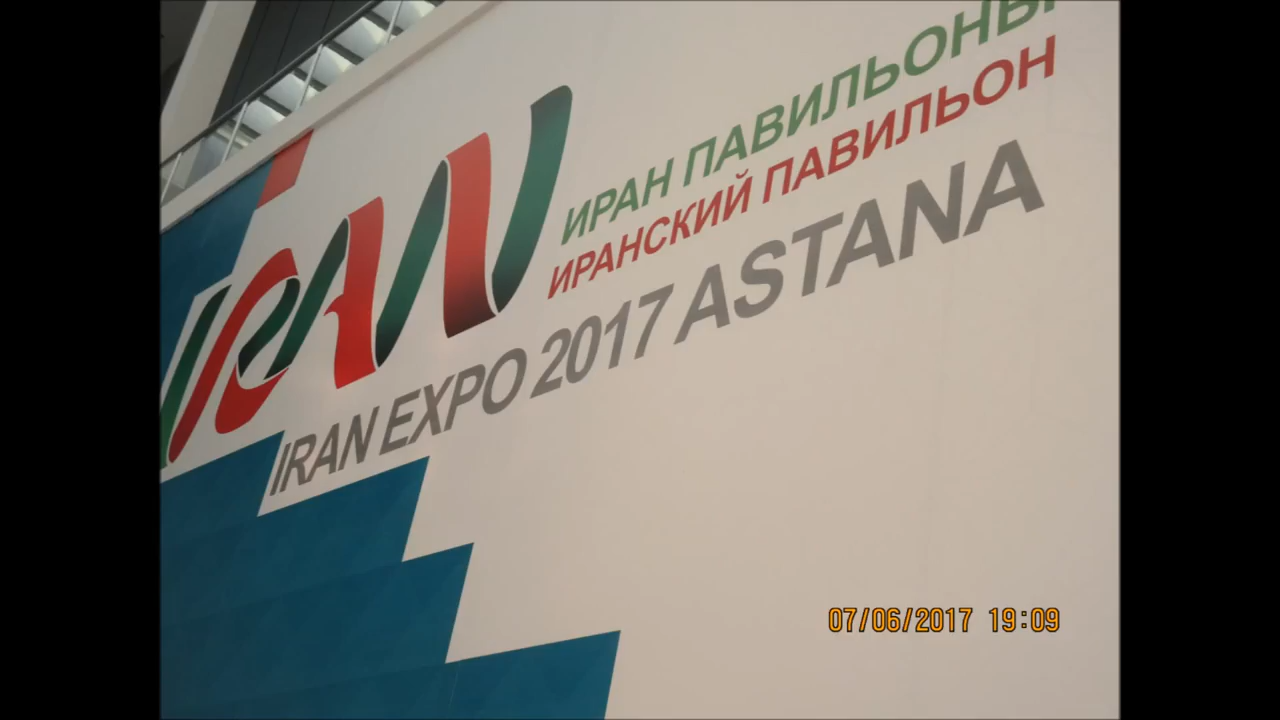 IRAN
ИРАН ПАВИЛЬОНЫ
ИРАНСКИЙ ПАВИЛЬОН
IRAN EXPO 2017 ASTANA
07/06/2017 19:09